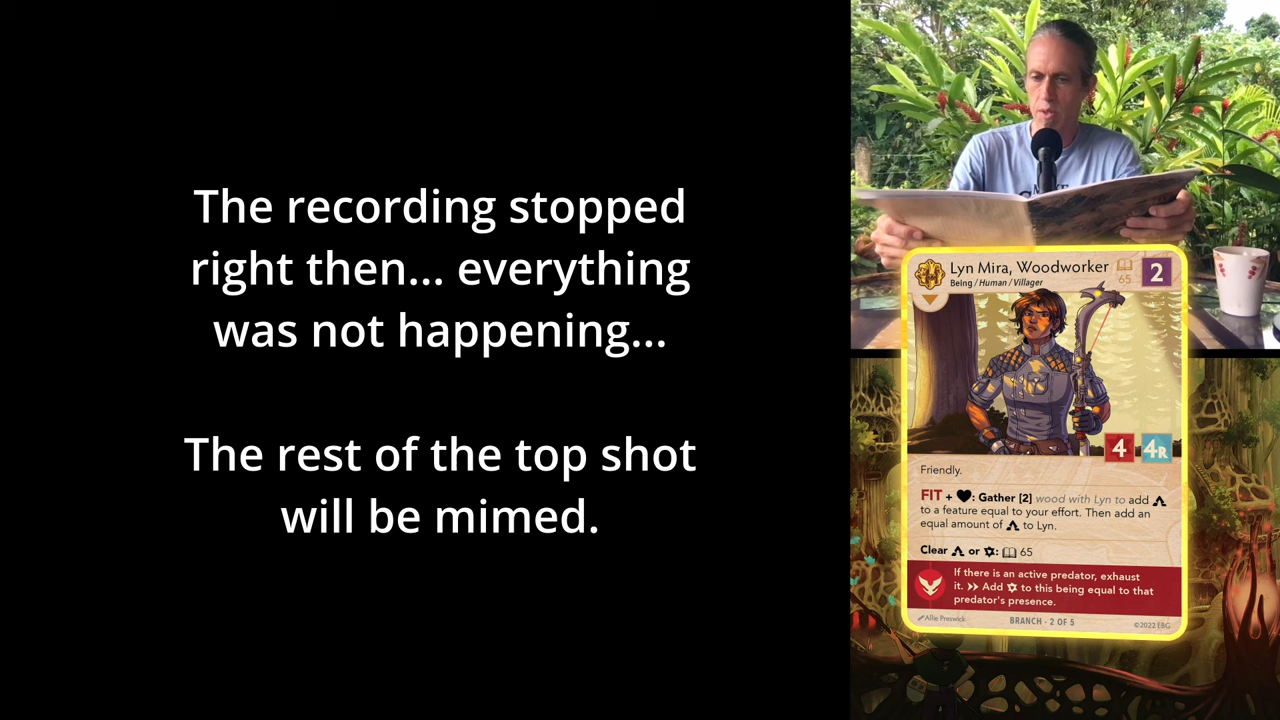 The recording stopped
right then... everything
was not happening...
The rest of the top shot
will be mimed.
Lyn Mira, Woodworker
65
2
Being / Human / Villager
4
4R
Friendly.
FIT + : Gather [2] wood with Lyn to add
to a feature equal to your effort. Then add an
equal amount of to Lyn.
Clear or : 65
If there is an active predator, exhaust
it. Add to this being equal to that
predator's presence.
Allie Preswick
BRANCH - 2 OF 5
©2022 EBG